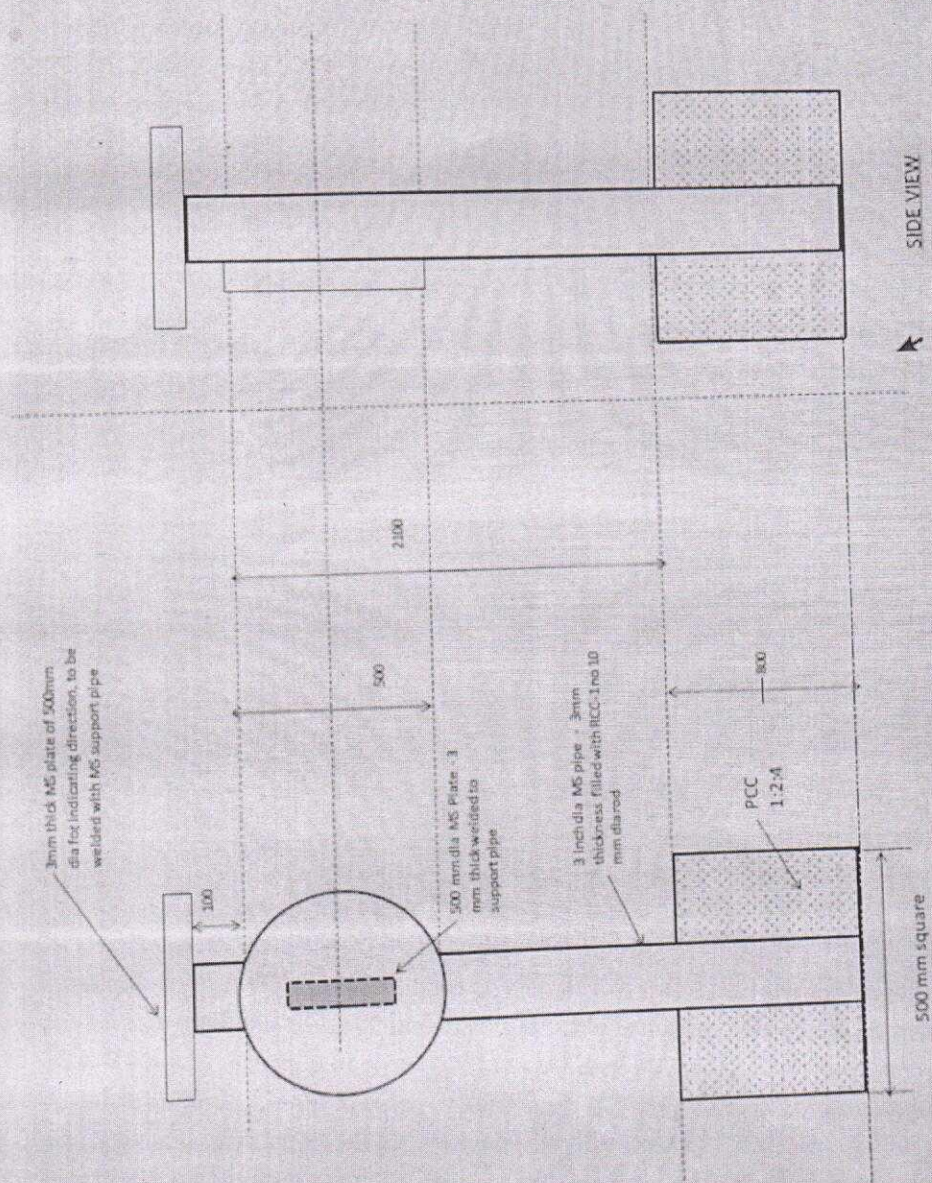 3mm thick MS plate of 500mm
dia for indicating direction, to be
welded with MS support pipe
100
500
2100
500 mm dia MS Plate - 3
mm thick welded to
support pipe
3 Inch dia MS pipe - 3mm
thickness filled with RCC-1 no 10
mm dia rod
800
PCC
1:2:4
500 mm square
SIDE VIEW